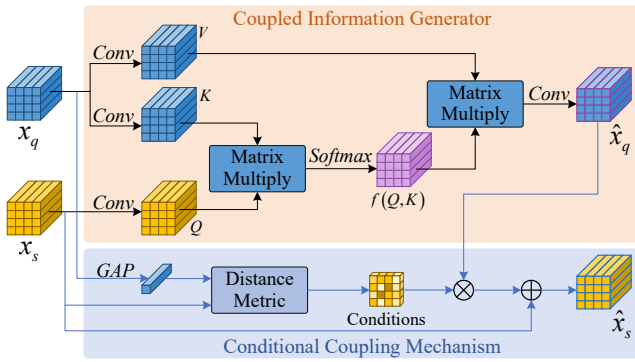 Coupled Information Generator
V
Conv
x_q
K
Conv
Matrix
Multiply
Conv
x̂_q
Matrix
Multiply
Softmax
f(Q,K)
Conv
Q
x_s
GAP
Distance
Metric
Conditions
x̂_s
Conditional Coupling Mechanism